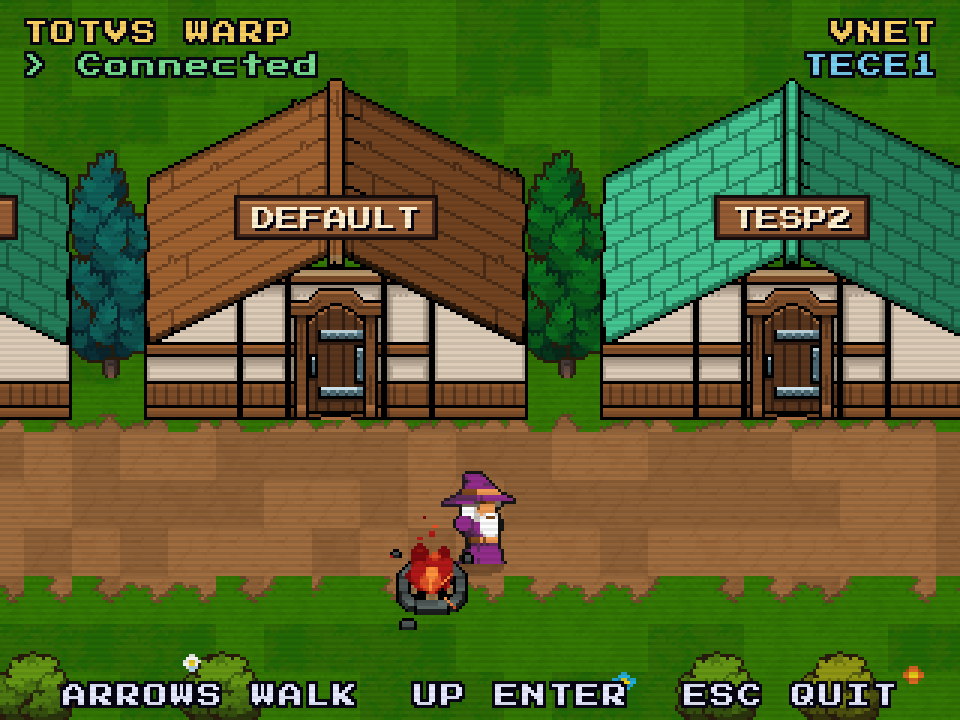 TOTVS WARP
VNET
> Connected
TECE1
DEFAULT
TESP2
ARROWS WALK UP ENTER ESC QUIT